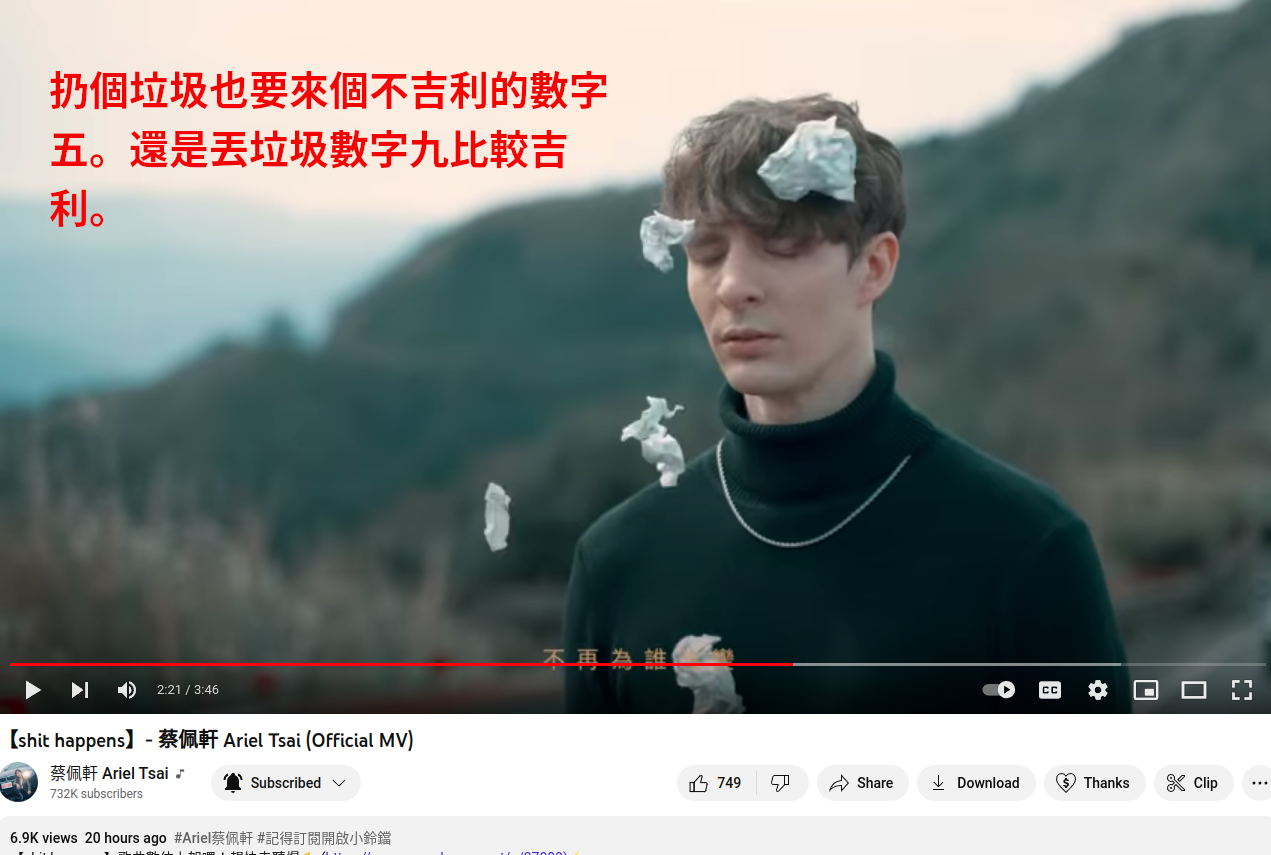 扔個垃圾也要來個不吉利的數字
五。還是丟垃圾數字九比較吉
利。
不再為誰
2:21 / 3:46
CC
【shit happens】- 蔡佩軒 Ariel Tsai (Official MV)
蔡佩軒 Ariel Tsai
732K subscribers
Subscribed
749
Share
Download
Thanks
Clip
6.9K views 20 hours ago #Ariel蔡佩軒 #記得訂閱開啟小鈴鐺